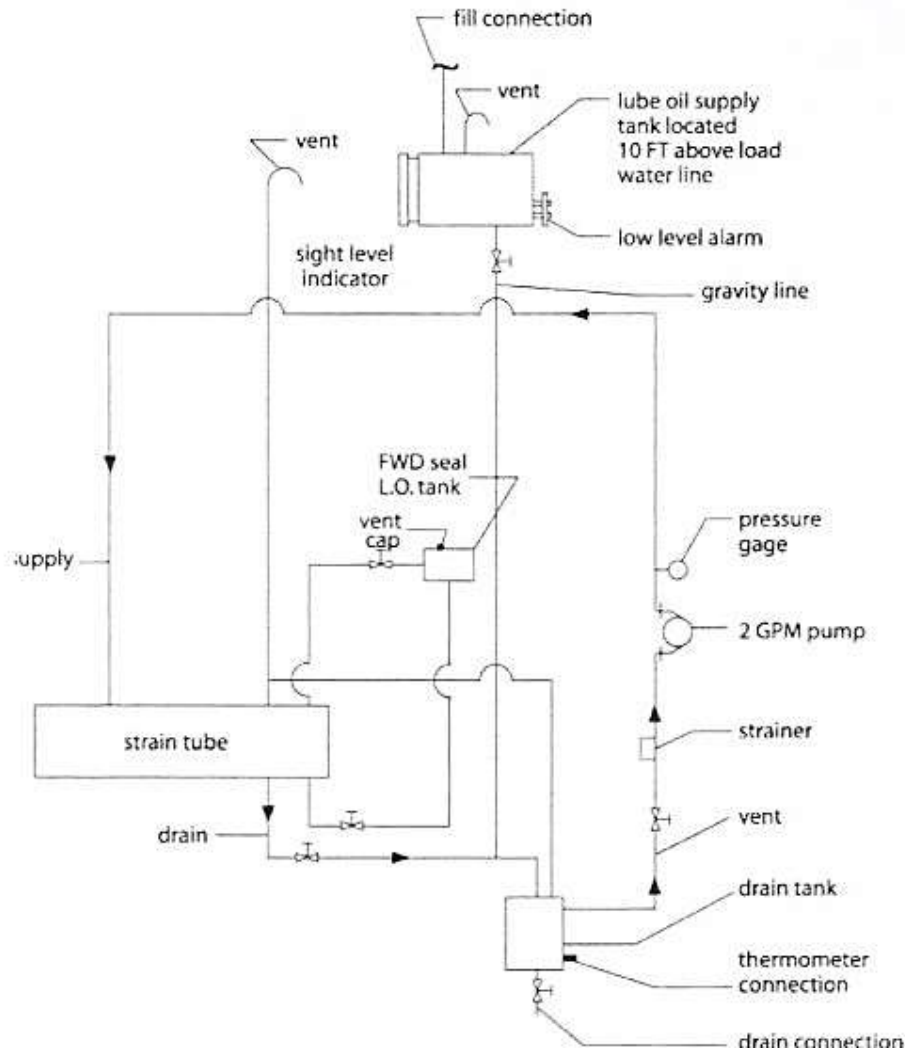 fill connection
vent
lube oil supply
tank located
10 FT above load
water line
vent
low level alarm
sight level
indicator
gravity line
FWD seal
L.O. tank
vent
cap
pressure
gage
upply
2 GPM pump
strain tube
strainer
drain
vent
drain tank
thermometer
connection
drain connection